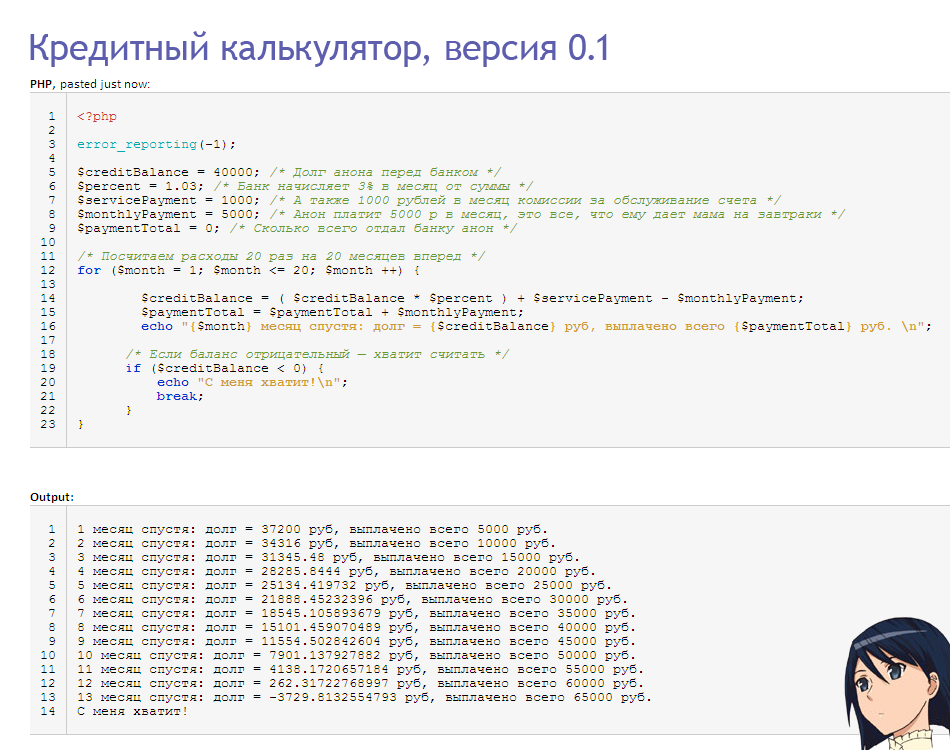 Кредитный калькулятор, версия 0.1
PHP, pasted just now:
1 <?php
2
3 error_reporting(-1);
4
5 $creditBalance = 40000; /* Долг анона перед банком */
6 $percent = 1.03; /* Банк начисляет 3% в месяц от суммы */
7 $servicePayment = 1000; /* А также 1000 рублей в месяц комиссии за обслуживание счета */
8 $monthlyPayment = 5000; /* Анон платит 5000 р в месяц, это все, что ему дает мама на завтраки */
9 $paymentTotal = 0; /* Сколько всего отдал банку анон */
10
11 /* Посчитаем расходы 20 раз на 20 месяцев вперед */
12 for ($month = 1; $month <= 20; $month ++) {
13
14 $creditBalance = ( $creditBalance * $percent ) + $servicePayment - $monthlyPayment;
15 $paymentTotal = $paymentTotal + $monthlyPayment;
16 echo "{$month} месяц спустя: долг = {$creditBalance} руб, выплачено всего {$paymentTotal} руб. \n";
17
18 /* Если баланс отрицательный — хватит считать */
19 if ($creditBalance < 0) {
20 echo "С меня хватит!\n";
21 break;
22 }
23 }
Output:
1 1 месяц спустя: долг = 37200 руб, выплачено всего 5000 руб.
2 2 месяц спустя: долг = 34316 руб, выплачено всего 10000 руб.
3 3 месяц спустя: долг = 31345.48 руб, выплачено всего 15000 руб.
4 4 месяц спустя: долг = 28285.8444 руб, выплачено всего 20000 руб.
5 5 месяц спустя: долг = 25134.419732 руб, выплачено всего 25000 руб.
6 6 месяц спустя: долг = 21888.45232396 руб, выплачено всего 30000 руб.
7 7 месяц спустя: долг = 18545.105893679 руб, выплачено всего 35000 руб.
8 8 месяц спустя: долг = 15101.459070489 руб, выплачено всего 40000 руб.
9 9 месяц спустя: долг = 11554.502842604 руб, выплачено всего 45000 руб.
10 10 месяц спустя: долг = 7901.137927882 руб, выплачено всего 50000 руб.
11 11 месяц спустя: долг = 4138.1720657184 руб, выплачено всего 55000 руб.
12 12 месяц спустя: долг = 262.31722768997 руб, выплачено всего 60000 руб.
13 13 месяц спустя: долг = -3729.8132554793 руб, выплачено всего 65000 руб.
14 С меня хватит!